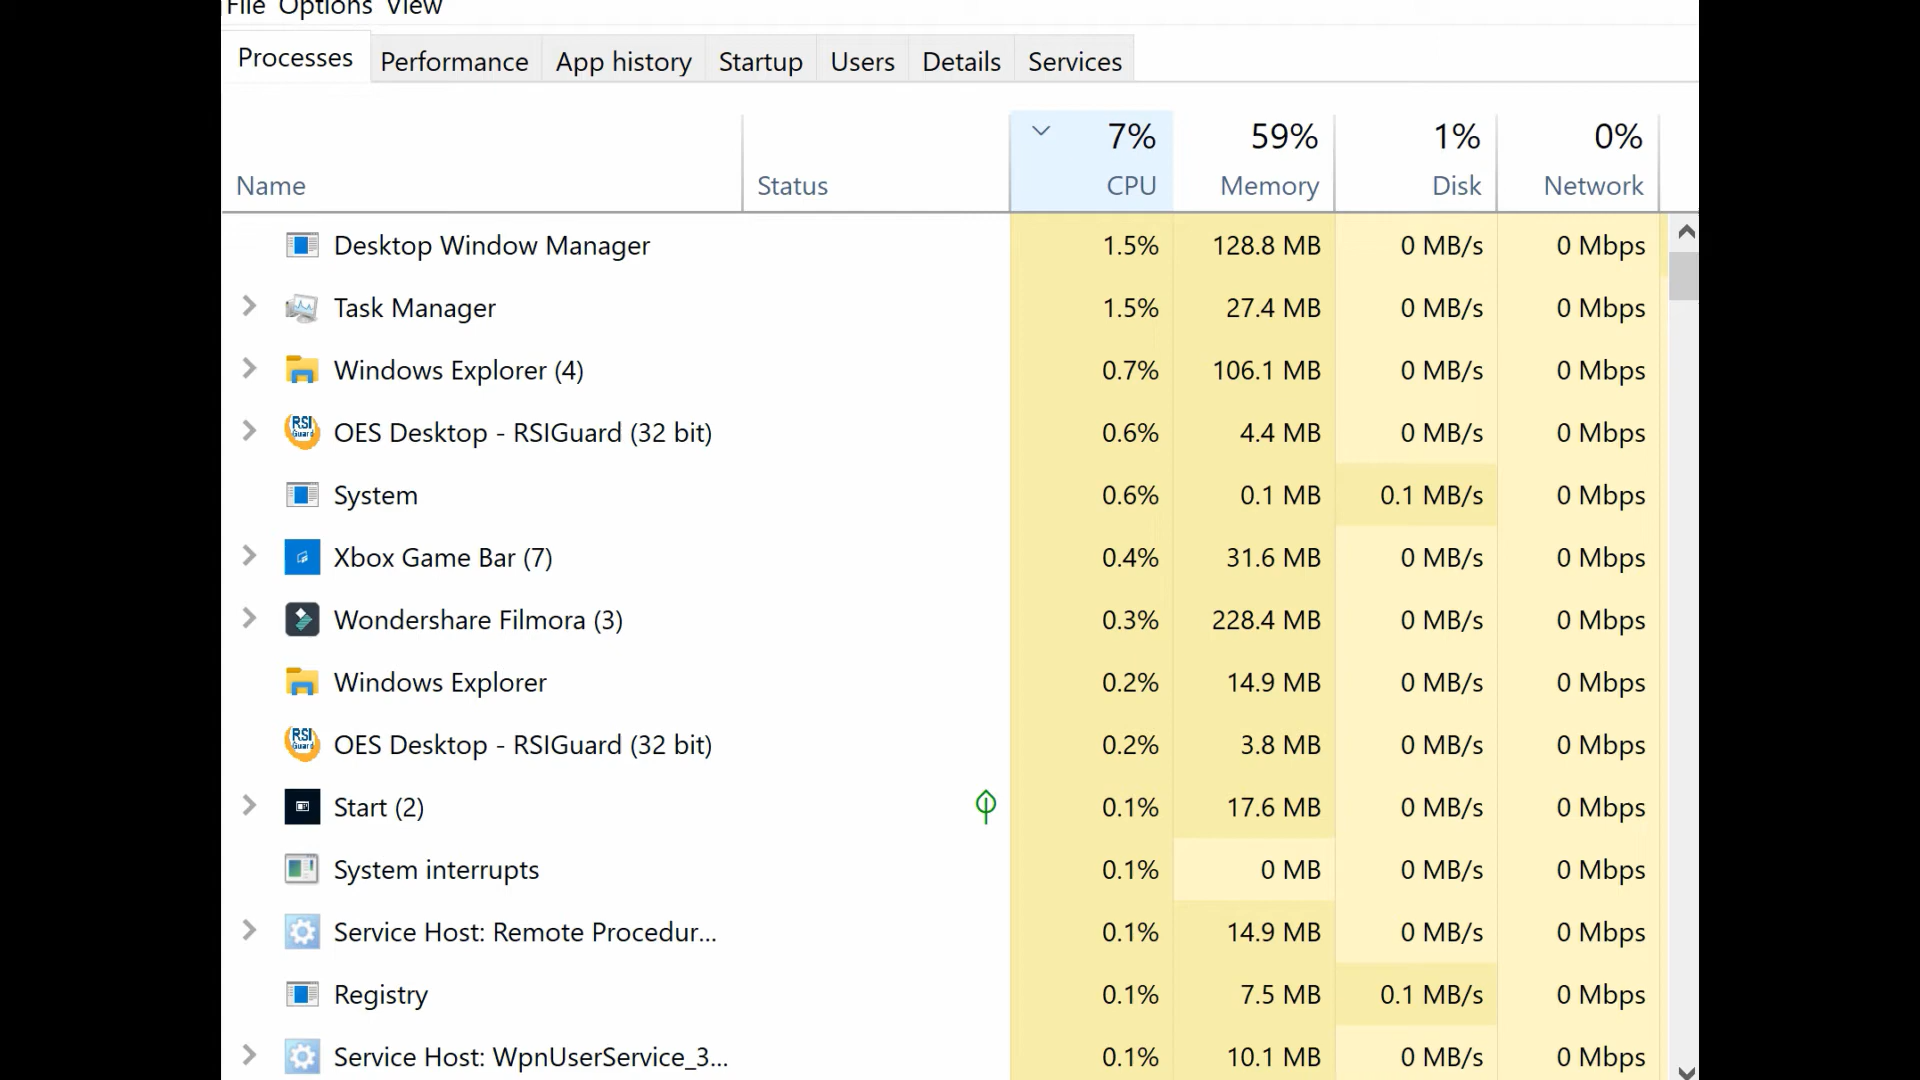 File Options View
Processes Performance App history Startup Users Details Services
7% 59% 1% 0%
Name Status CPU Memory Disk Network
Desktop Window Manager 1.5% 128.8 MB 0 MB/s 0 Mbps
Task Manager 1.5% 27.4 MB 0 MB/s 0 Mbps
Windows Explorer (4) 0.7% 106.1 MB 0 MB/s 0 Mbps
RSI Guard OES Desktop - RSIGuard (32 bit) 0.6% 4.4 MB 0 MB/s 0 Mbps
System 0.6% 0.1 MB 0.1 MB/s 0 Mbps
Xbox Game Bar (7) 0.4% 31.6 MB 0 MB/s 0 Mbps
Wondershare Filmora (3) 0.3% 228.4 MB 0 MB/s 0 Mbps
Windows Explorer 0.2% 14.9 MB 0 MB/s 0 Mbps
RSI Guard OES Desktop - RSIGuard (32 bit) 0.2% 3.8 MB 0 MB/s 0 Mbps
Start (2) 0.1% 17.6 MB 0 MB/s 0 Mbps
System interrupts 0.1% 0 MB 0 MB/s 0 Mbps
Service Host: Remote Procedur... 0.1% 14.9 MB 0 MB/s 0 Mbps
Registry 0.1% 7.5 MB 0.1 MB/s 0 Mbps
Service Host: WpnUserService_3... 0.1% 10.1 MB 0 MB/s 0 Mbps